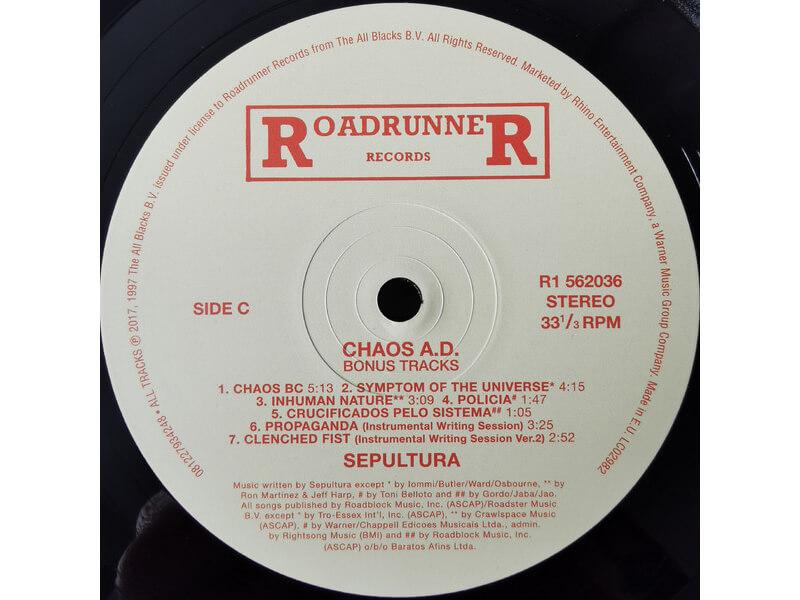 081227934248 • ALL TRACKS ℗ 2017, 1997 The All Blacks B.V. issued under license to Roadrunner Records from The All Blacks B.V. All Rights Reserved. Marketed by Rhino Entertainment Company, a Warner Music Group Company. Made in E.U. LC02982
ROADRUNNER
RECORDS
SIDE C
R1 562036
STEREO
33 1/3 RPM
CHAOS A.D.
BONUS TRACKS
1. CHAOS BC 5:13 2. SYMPTOM OF THE UNIVERSE* 4:15
3. INHUMAN NATURE** 3:09 4. POLICIA# 1:47
5. CRUCIFICADOS PELO SISTEMA## 1:05
6. PROPAGANDA (Instrumental Writing Session) 3:25
7. CLENCHED FIST (Instrumental Writing Session Ver.2) 2:52
SEPULTURA
Music written by Sepultura except * by Iommi/Butler/Ward/Osbourne, ** by
Ron Martinez & Jeff Harp, # by Toni Belloto and ## by Gordo/Jaba/Jao.
All songs published by Roadblock Music, Inc. (ASCAP)/Roadster Music
B.V. except * by Tro-Essex Int'l, Inc. (ASCAP), ** by Crawlspace Music
(ASCAP), # by Warner/Chappell Edicoes Musicais Ltda., admin.
by Rightsong Music (BMI) and ## by Roadblock Music, Inc.
(ASCAP) o/b/o Baratos Afins Ltda.